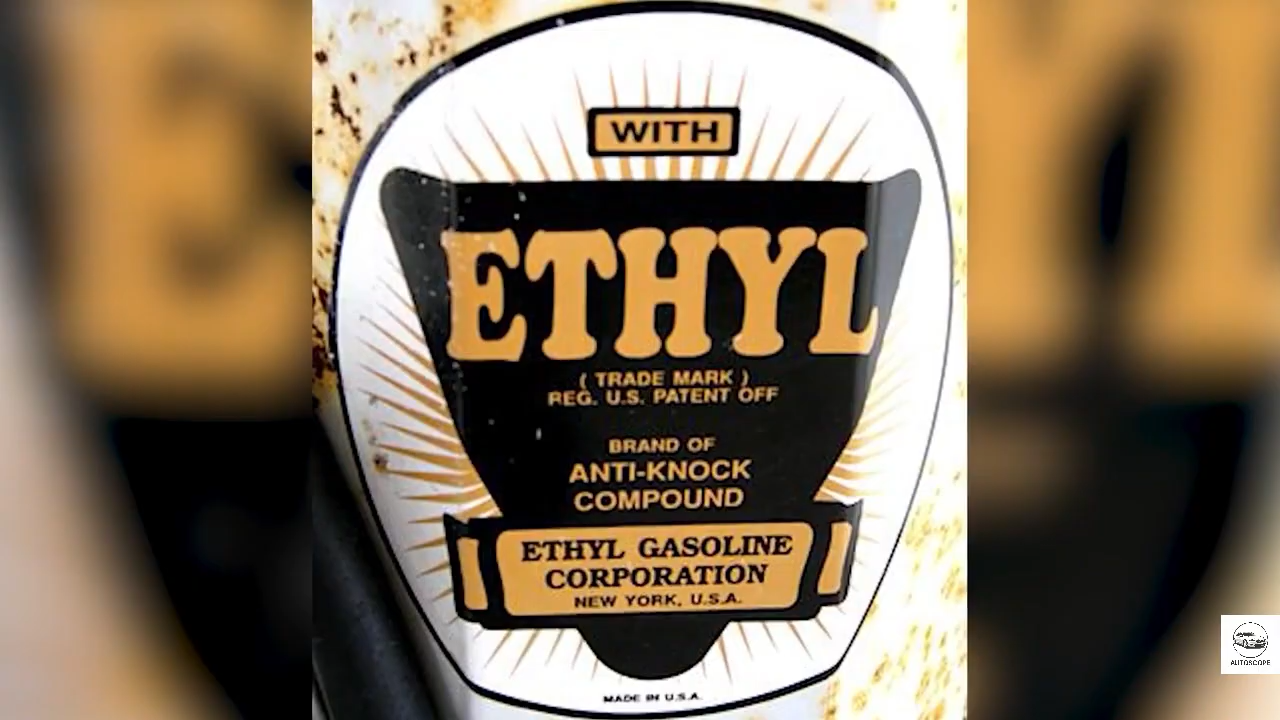 WITH
ETHYL
( TRADE MARK )
REG. U.S. PATENT OFF
BRAND OF
ANTI-KNOCK
COMPOUND
ETHYL GASOLINE
CORPORATION
NEW YORK, U.S.A.
MADE IN U.S.A.
AUTOSCOPE